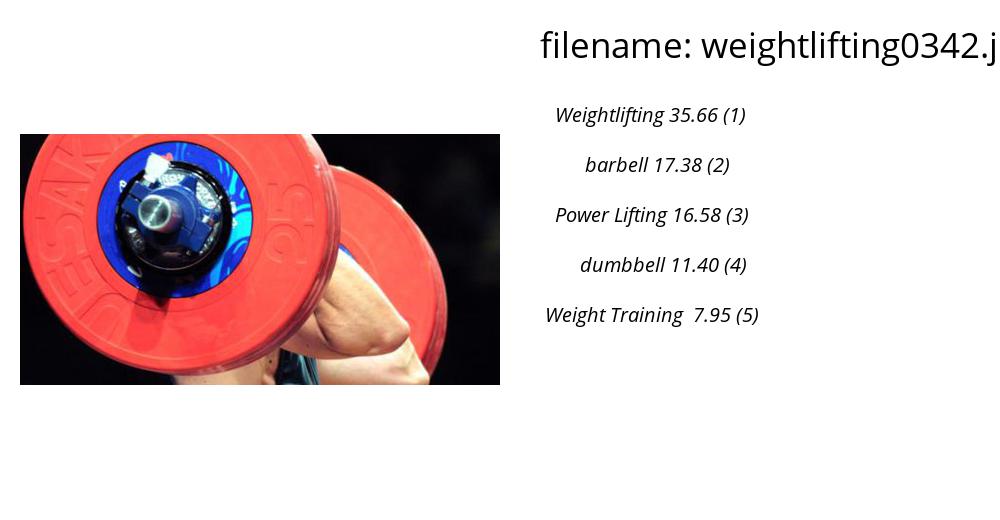 filename: weightlifting0342.j
Weightlifting 35.66 (1)
barbell 17.38 (2)
Power Lifting 16.58 (3)
dumbbell 11.40 (4)
Weight Training 7.95 (5)
DESAK
25